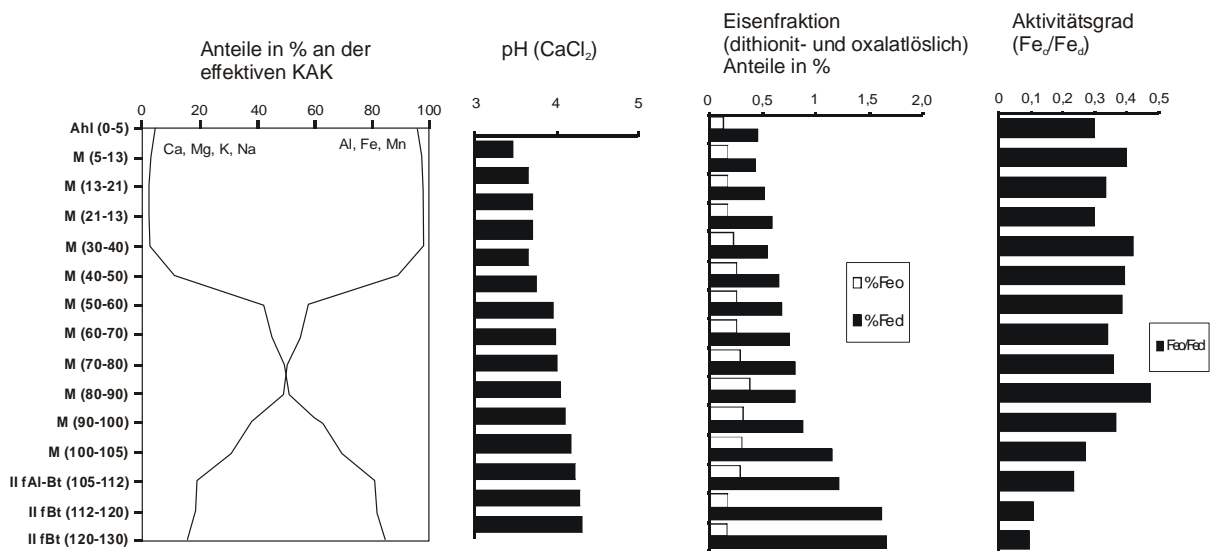 Anteile in % an der
effektiven KAK
0 20 40 60 80 100
Ca, Mg, K, Na
Al, Fe, Mn
Ahl (0-5)
M (5-13)
M (13-21)
M (21-13)
M (30-40)
M (40-50)
M (50-60)
M (60-70)
M (70-80)
M (80-90)
M (90-100)
M (100-105)
II fAl-Bt (105-112)
II fBt (112-120)
II fBt (120-130)
pH (CaCl₂)
3 4 5
Eisenfraktion
(dithionit- und oxalatlöslich)
Anteile in %
0 0,5 1 1,5 2,0
%Feo
%Fed
Aktivitätsgrad
(Feₒ/Fe_d)
0 0,1 0,2 0,3 0,4 0,5
Feo/Fed